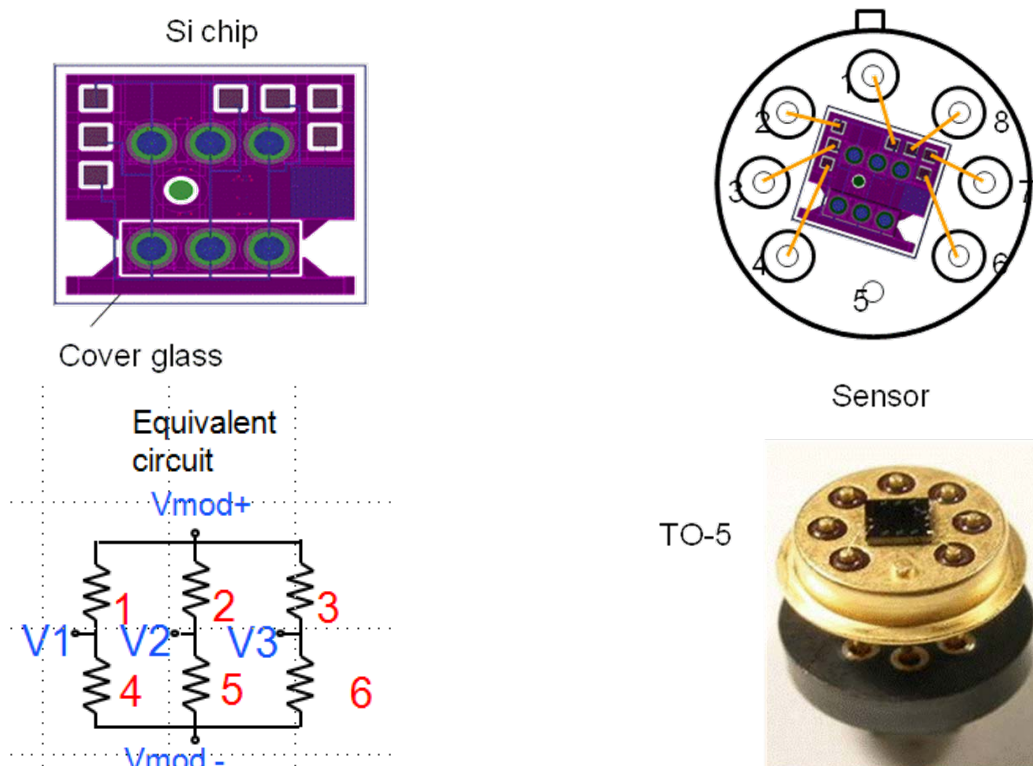 Si chip
Cover glass
1
2
8
3
7
4
6
5
Sensor
Equivalent
circuit
Vmod+
1
2
3
V1
V2
V3
4
5
6
Vmod -
TO-5